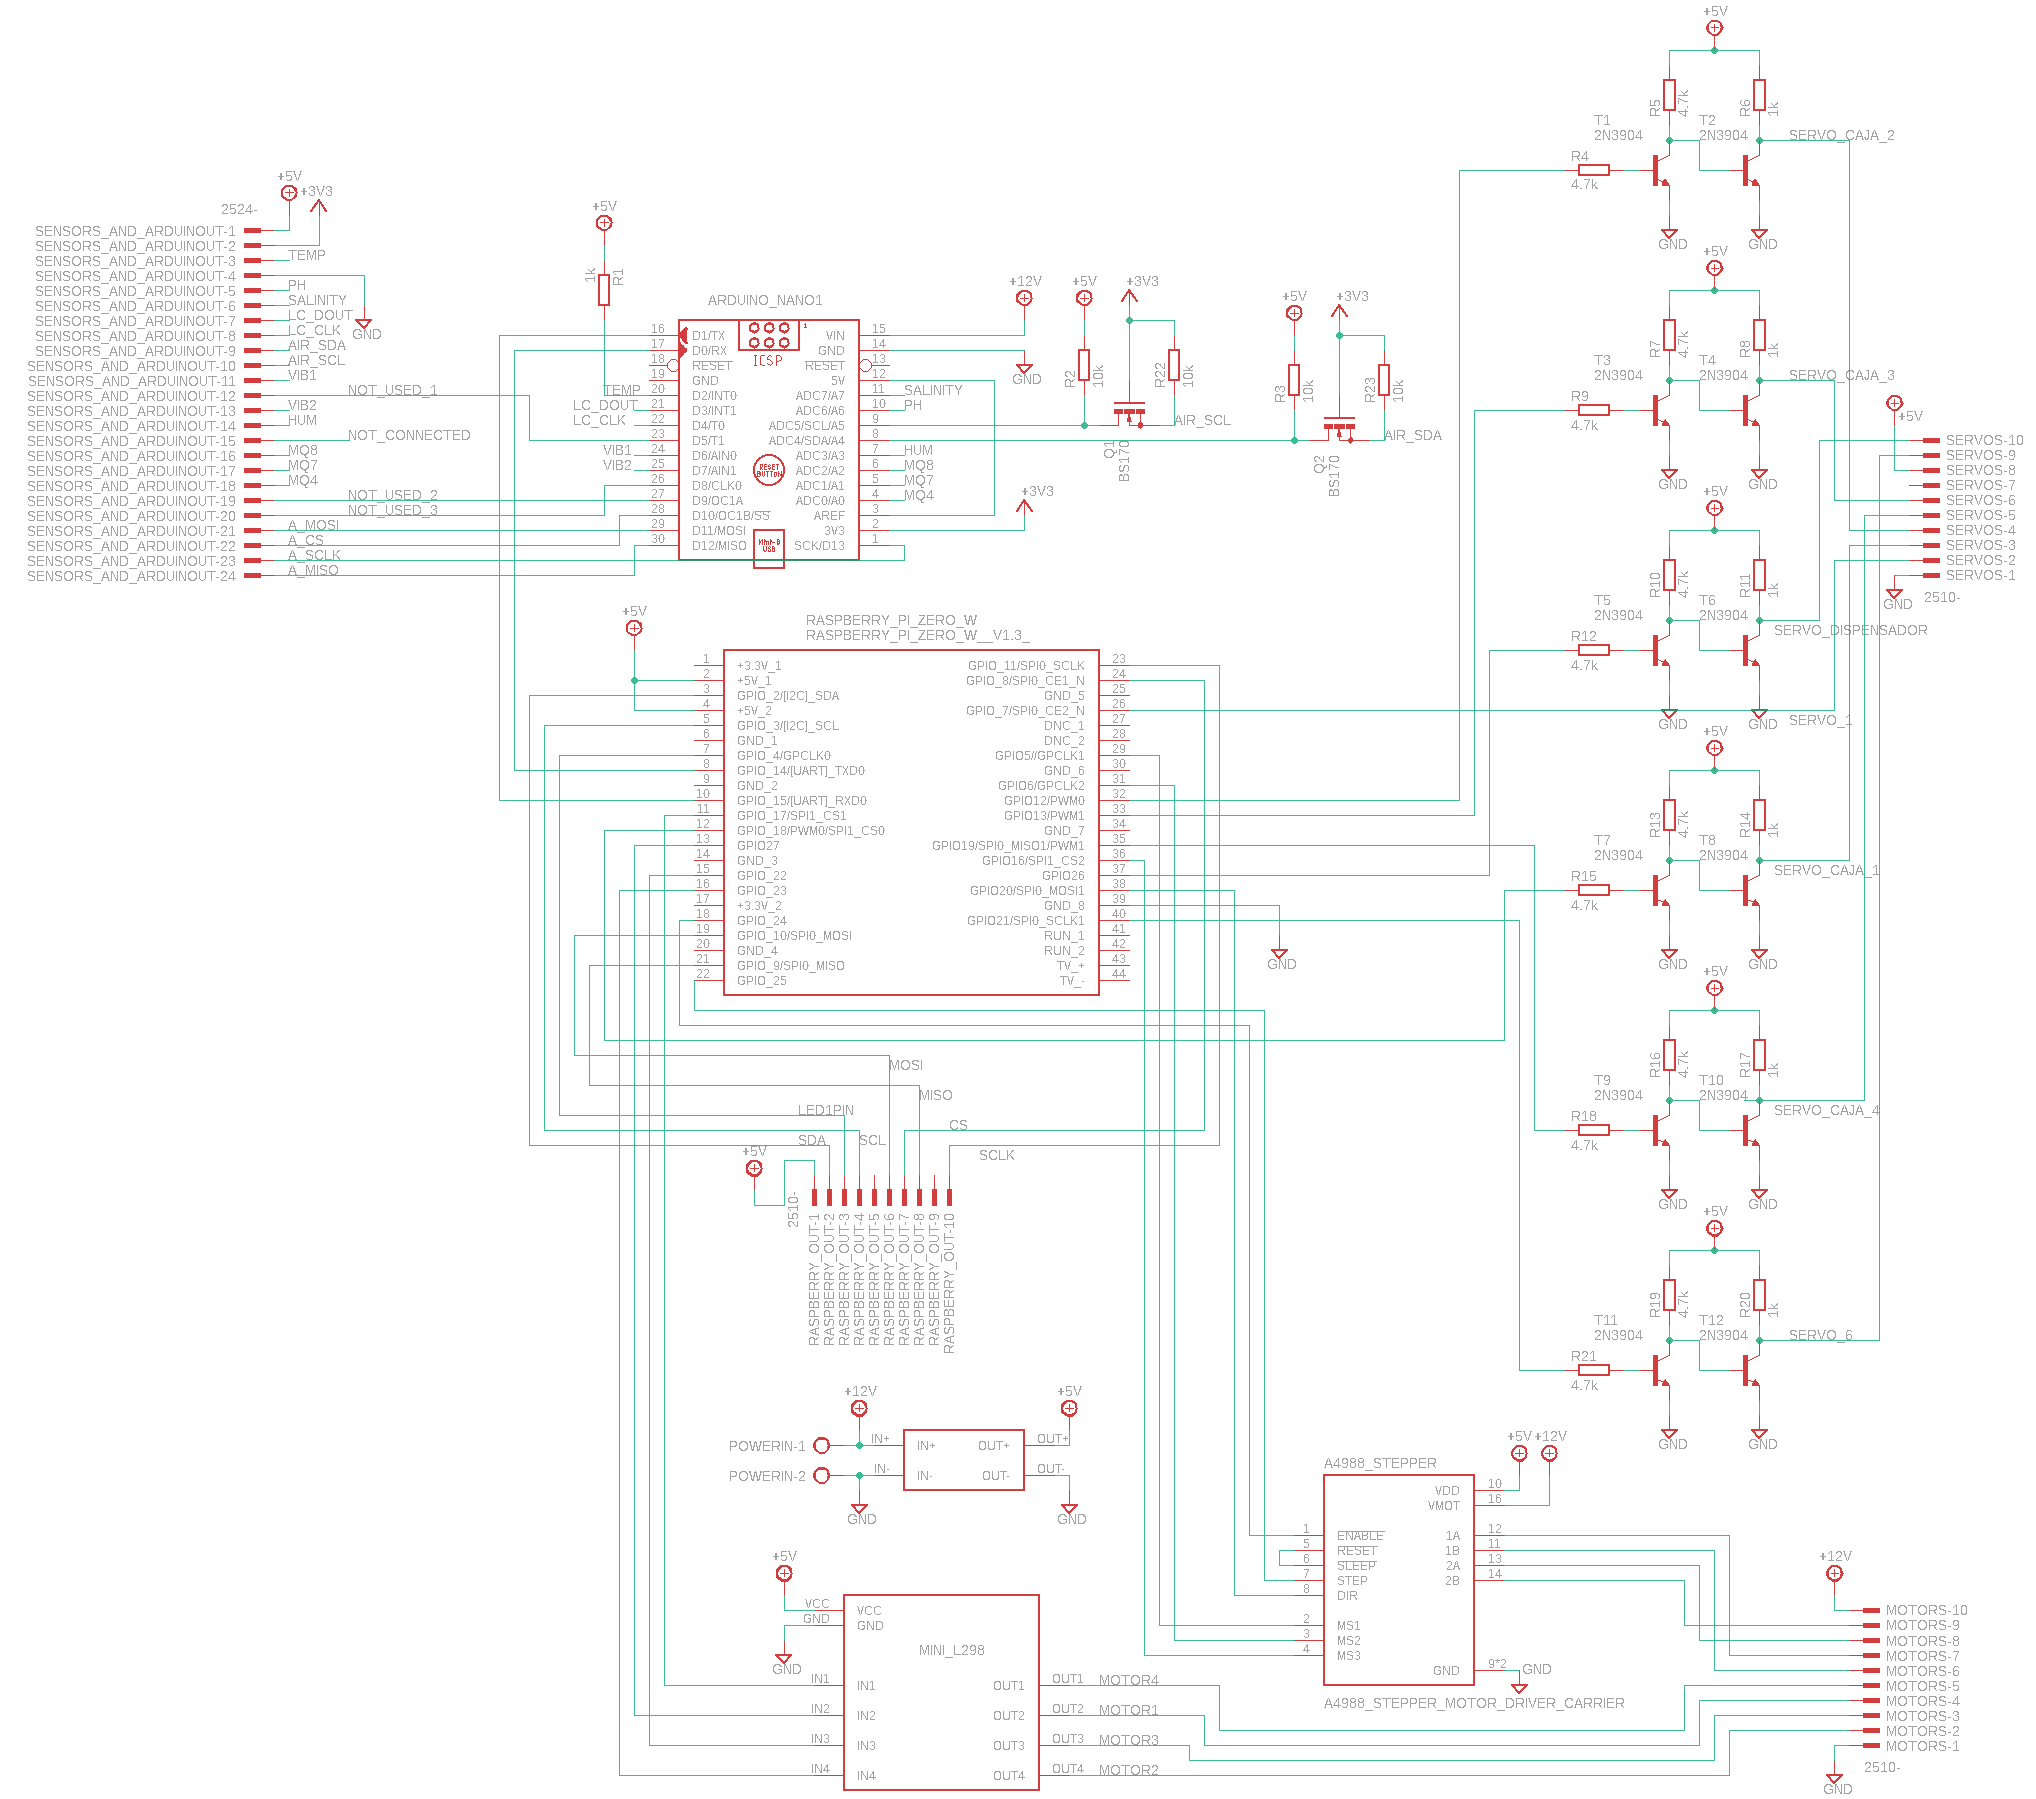 2524-
+5V
+3V3
SENSORS_AND_ARDUINOUT-1
SENSORS_AND_ARDUINOUT-2
SENSORS_AND_ARDUINOUT-3
TEMP
SENSORS_AND_ARDUINOUT-4
GND
SENSORS_AND_ARDUINOUT-5
PH
SENSORS_AND_ARDUINOUT-6
SALINITY
SENSORS_AND_ARDUINOUT-7
LC_DOUT
SENSORS_AND_ARDUINOUT-8
LC_CLK
SENSORS_AND_ARDUINOUT-9
AIR_SDA
SENSORS_AND_ARDUINOUT-10
AIR_SCL
SENSORS_AND_ARDUINOUT-11
VIB1
SENSORS_AND_ARDUINOUT-12
NOT_USED_1
SENSORS_AND_ARDUINOUT-13
VIB2
SENSORS_AND_ARDUINOUT-14
HUM
SENSORS_AND_ARDUINOUT-15
NOT_CONNECTED
SENSORS_AND_ARDUINOUT-16
MQ8
SENSORS_AND_ARDUINOUT-17
MQ7
SENSORS_AND_ARDUINOUT-18
MQ4
SENSORS_AND_ARDUINOUT-19
NOT_USED_2
SENSORS_AND_ARDUINOUT-20
NOT_USED_3
SENSORS_AND_ARDUINOUT-21
A_MOSI
SENSORS_AND_ARDUINOUT-22
A_CS
SENSORS_AND_ARDUINOUT-23
A_SCLK
SENSORS_AND_ARDUINOUT-24
A_MISO
+5V
1k
R1
ARDUINO_NANO1
1
ICSP
16 D1/TX
17 D0/RX
18 RESET
19 GND
TEMP 20 D2/INT0
LC_DOUT 21 D3/INT1
LC_CLK 22 D4/T0
23 D5/T1
VIB1 24 D6/AIN0
VIB2 25 D7/AIN1
26 D8/CLK0
27 D9/OC1A
28 D10/OC1B/SS
29 D11/MOSI
30 D12/MISO
RESET
BUTTON
Mini-B
USB
VIN 15
GND 14
RESET 13
5V 12
ADC7/A7 11 SALINITY
ADC6/A6 10 PH
ADC5/SCL/A5 9
ADC4/SDA/A4 8
ADC3/A3 7 HUM
ADC2/A2 6 MQ8
ADC1/A1 5 MQ7
ADC0/A0 4 MQ4
AREF 3
3V3 2
SCK/D13 1
+12V
GND
+3V3
+5V
+3V3
R2
10k
R22
10k
Q1
BS170
AIR_SCL
+5V
+3V3
R3
10k
R23
10k
Q2
BS170
AIR_SDA
+5V
RASPBERRY_PI_ZERO_W
RASPBERRY_PI_ZERO_W__V1.3_
1 +3.3V_1
2 +5V_1
3 GPIO_2/[I2C]_SDA
4 +5V_2
5 GPIO_3/[I2C]_SCL
6 GND_1
7 GPIO_4/GPCLK0
8 GPIO_14/[UART]_TXD0
9 GND_2
10 GPIO_15/[UART]_RXD0
11 GPIO_17/SPI1_CS1
12 GPIO_18/PWM0/SPI1_CS0
13 GPIO27
14 GND_3
15 GPIO_22
16 GPIO_23
17 +3.3V_2
18 GPIO_24
19 GPIO_10/SPI0_MOSI
20 GND_4
21 GPIO_9/SPI0_MISO
22 GPIO_25
GPIO_11/SPI0_SCLK 23
GPIO_8/SPI0_CE1_N 24
GND_5 25
GPIO_7/SPI0_CE2_N 26
DNC_1 27
DNC_2 28
GPIO5//GPCLK1 29
GND_6 30
GPIO6/GPCLK2 31
GPIO12/PWM0 32
GPIO13/PWM1 33
GND_7 34
GPIO19/SPI0_MISO1/PWM1 35
GPIO16/SPI1_CS2 36
GPIO26 37
GPIO20/SPI0_MOSI1 38
GND_8 39
GPIO21/SPI0_SCLK1 40
RUN_1 41
RUN_2 42
TV_+ 43
TV_- 44
GND
MOSI
MISO
LED1PIN
CS
SDA
SCL
SCLK
+5V
2510-
RASPBERRY_OUT-1
RASPBERRY_OUT-2
RASPBERRY_OUT-3
RASPBERRY_OUT-4
RASPBERRY_OUT-5
RASPBERRY_OUT-6
RASPBERRY_OUT-7
RASPBERRY_OUT-8
RASPBERRY_OUT-9
RASPBERRY_OUT-10
+12V
+5V
POWERIN-1
IN+ IN+ OUT+ OUT+
POWERIN-2
IN- IN- OUT- OUT-
GND
GND
+5V
VCC VCC
GND GND
GND
MINI_L298
IN1 IN1 OUT1 OUT1 MOTOR4
IN2 IN2 OUT2 OUT2 MOTOR1
IN3 IN3 OUT3 OUT3 MOTOR3
IN4 IN4 OUT4 OUT4 MOTOR2
A4988_STEPPER
+5V
+12V
VDD 10
VMOT 16
1 ENABLE
5 RESET
6 SLEEP
7 STEP
8 DIR
2 MS1
3 MS2
4 MS3
1A 12
1B 11
2A 13
2B 14
GND 9*2 GND
A4988_STEPPER_MOTOR_DRIVER_CARRIER
+12V
MOTORS-10
MOTORS-9
MOTORS-8
MOTORS-7
MOTORS-6
MOTORS-5
MOTORS-4
MOTORS-3
MOTORS-2
MOTORS-1
2510-
GND
+5V
R5
4.7k
R6
1k
T1
2N3904
T2
2N3904
SERVO_CAJA_2
R4
4.7k
GND
GND
+5V
R7
4.7k
R8
1k
T3
2N3904
T4
2N3904
SERVO_CAJA_3
R9
4.7k
GND
GND
+5V
R10
4.7k
R11
1k
T5
2N3904
T6
2N3904
SERVO_DISPENSADOR
R12
4.7k
GND
GND
SERVO_1
+5V
R13
4.7k
R14
1k
T7
2N3904
T8
2N3904
SERVO_CAJA_1
R15
4.7k
GND
GND
+5V
R16
4.7k
R17
1k
T9
2N3904
T10
2N3904
SERVO_CAJA_4
R18
4.7k
GND
GND
+5V
R19
4.7k
R20
1k
T11
2N3904
T12
2N3904
SERVO_6
R21
4.7k
GND
GND
+5V
SERVOS-10
SERVOS-9
SERVOS-8
SERVOS-7
SERVOS-6
SERVOS-5
SERVOS-4
SERVOS-3
SERVOS-2
SERVOS-1
GND
2510-